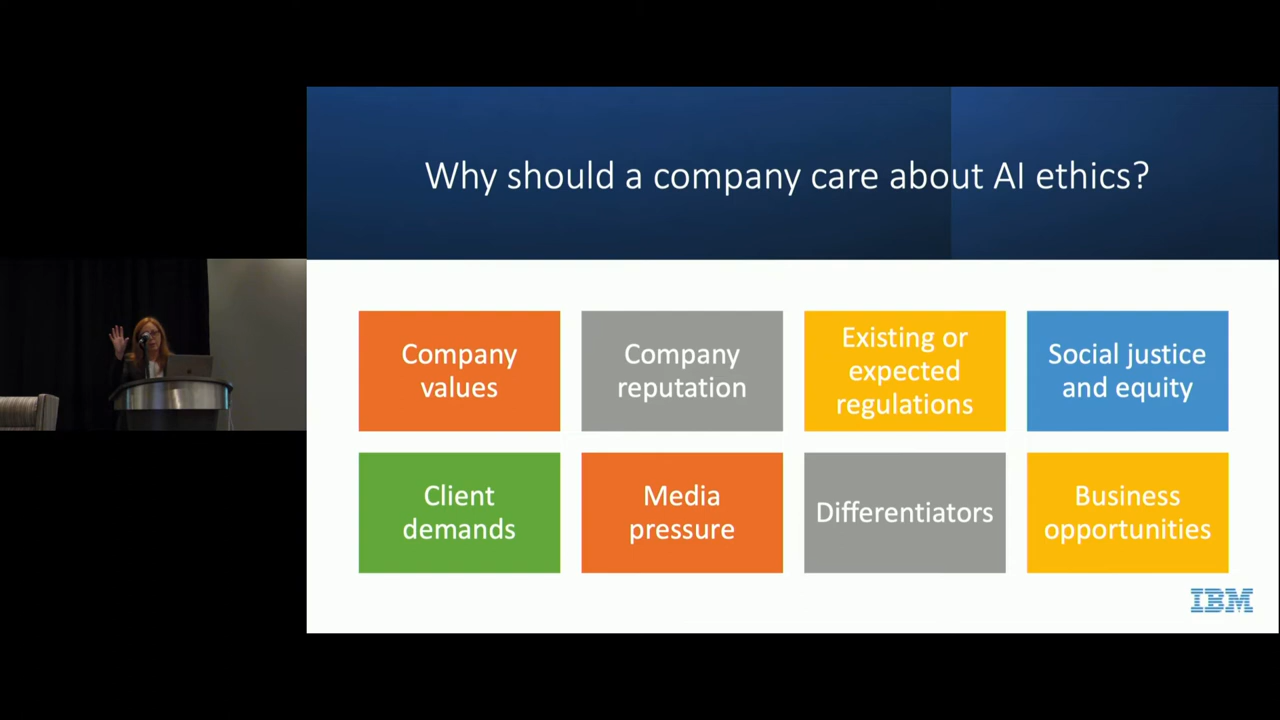 Why should a company care about AI ethics?
Company
values
Company
reputation
Existing or
expected
regulations
Social justice
and equity
Client
demands
Media
pressure
Differentiators
Business
opportunities
IBM